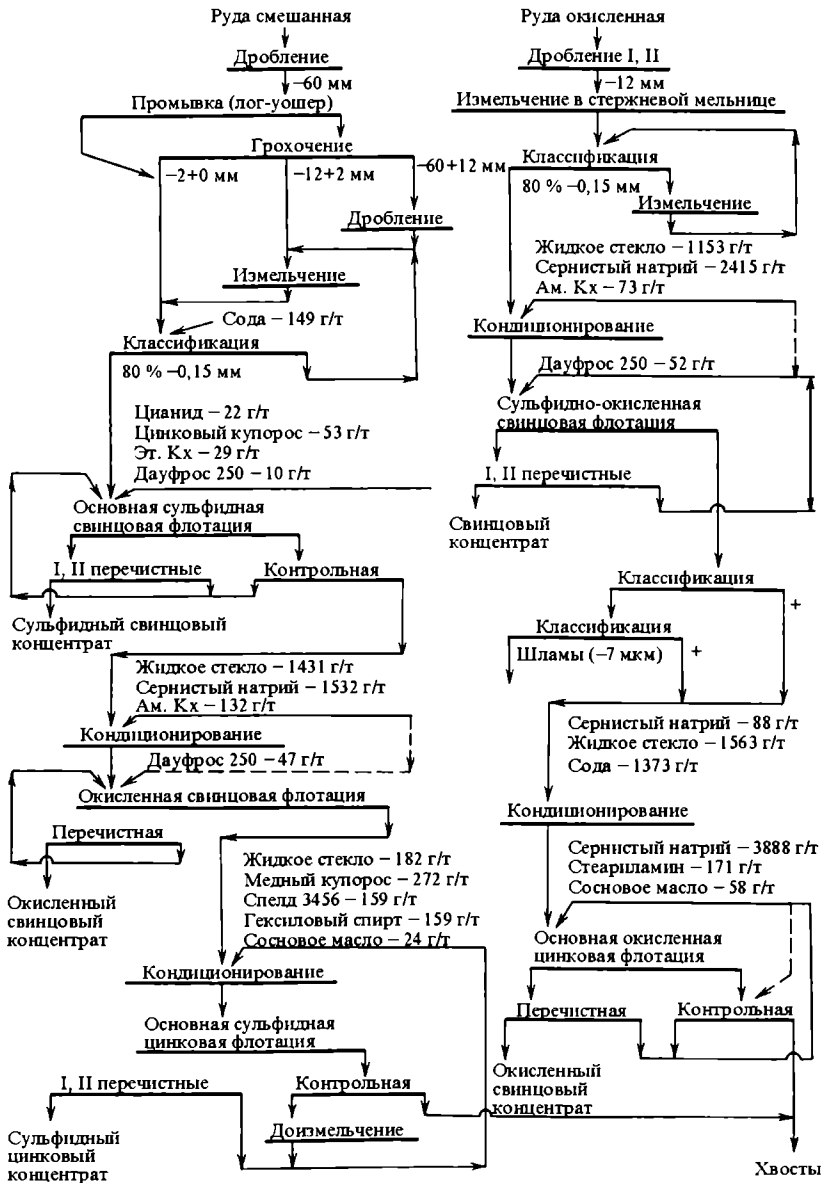 Руда смешанная
Дробление
−60 мм
Промывка (лог-уошер)
Грохочение
−2+0 мм
−12+2 мм
−60+12 мм
Дробление
Измельчение
Сода − 149 г/т
Классификация
80 % −0,15 мм
Цианид − 22 г/т
Цинковый купорос − 53 г/т
Эт. Кх − 29 г/т
Дауфрос 250 − 10 г/т
Основная сульфидная
свинцовая флотация
I, II перечистные
Контрольная
Сульфидный свинцовый
концентрат
Жидкое стекло − 1431 г/т
Сернистый натрий − 1532 г/т
Ам. Кх − 132 г/т
Кондиционирование
Дауфрос 250 − 47 г/т
Окисленная свинцовая флотация
Перечистная
Окисленный
свинцовый
концентрат
Жидкое стекло − 182 г/т
Медный купорос − 272 г/т
Спелд 3456 − 159 г/т
Гексиловый спирт − 159 г/т
Сосновое масло − 24 г/т
Кондиционирование
Основная сульфидная
цинковая флотация
I, II перечистные
Контрольная
Доизмельчение
Сульфидный
цинковый
концентрат
Руда окисленная
Дробление I, II
−12 мм
Измельчение в стержневой мельнице
Классификация
80 % −0,15 мм
Измельчение
Жидкое стекло − 1153 г/т
Сернистый натрий − 2415 г/т
Ам. Кх − 73 г/т
Кондиционирование
Дауфрос 250 − 52 г/т
Сульфидно-окисленная
свинцовая флотация
I, II перечистные
Свинцовый
концентрат
Классификация
+
Классификация
Шламы (−7 мкм)
+
Сернистый натрий − 88 г/т
Жидкое стекло − 1563 г/т
Сода − 1373 г/т
Кондиционирование
Сернистый натрий − 3888 г/т
Стеариламин − 171 г/т
Сосновое масло − 58 г/т
Основная окисленная
цинковая флотация
Перечистная
Контрольная
Окисленный
свинцовый
концентрат
Хвосты